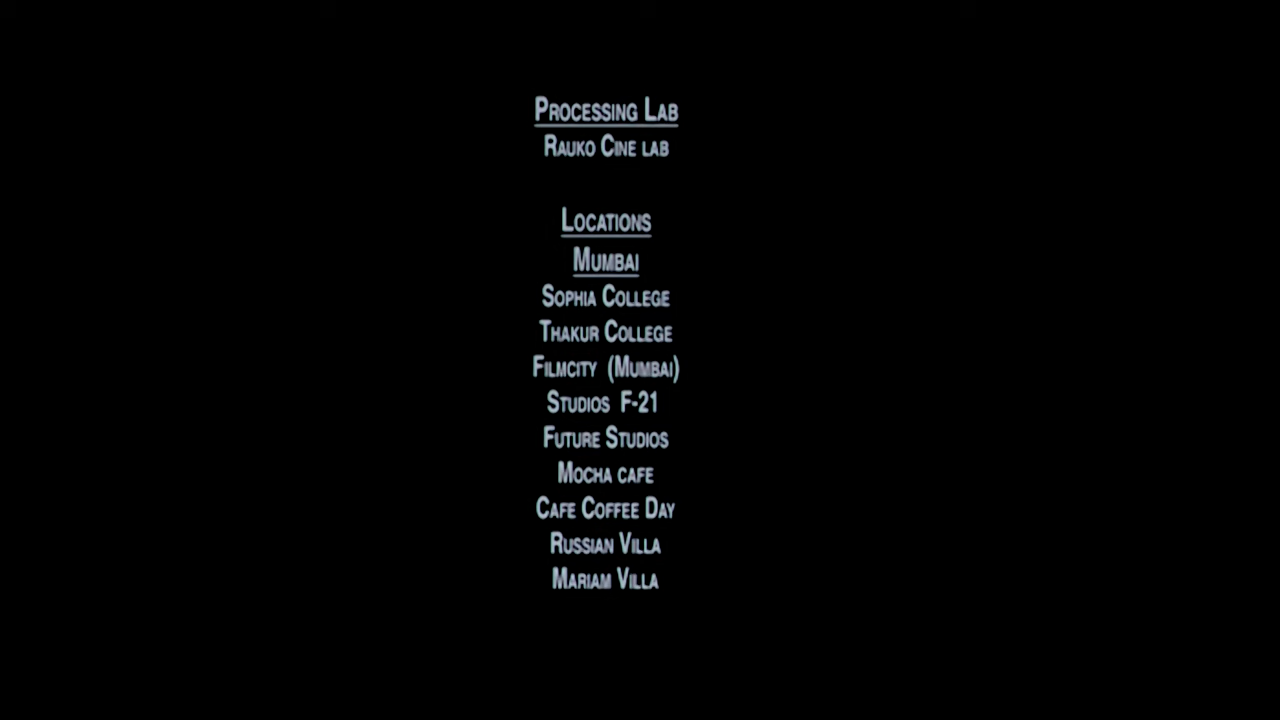 Processing Lab
Rauko Cine lab
Locations
Mumbai
Sophia College
Thakur College
Filmcity (Mumbai)
Studios F-21
Future Studios
Mocha cafe
Cafe Coffee Day
Russian Villa
Mariam Villa